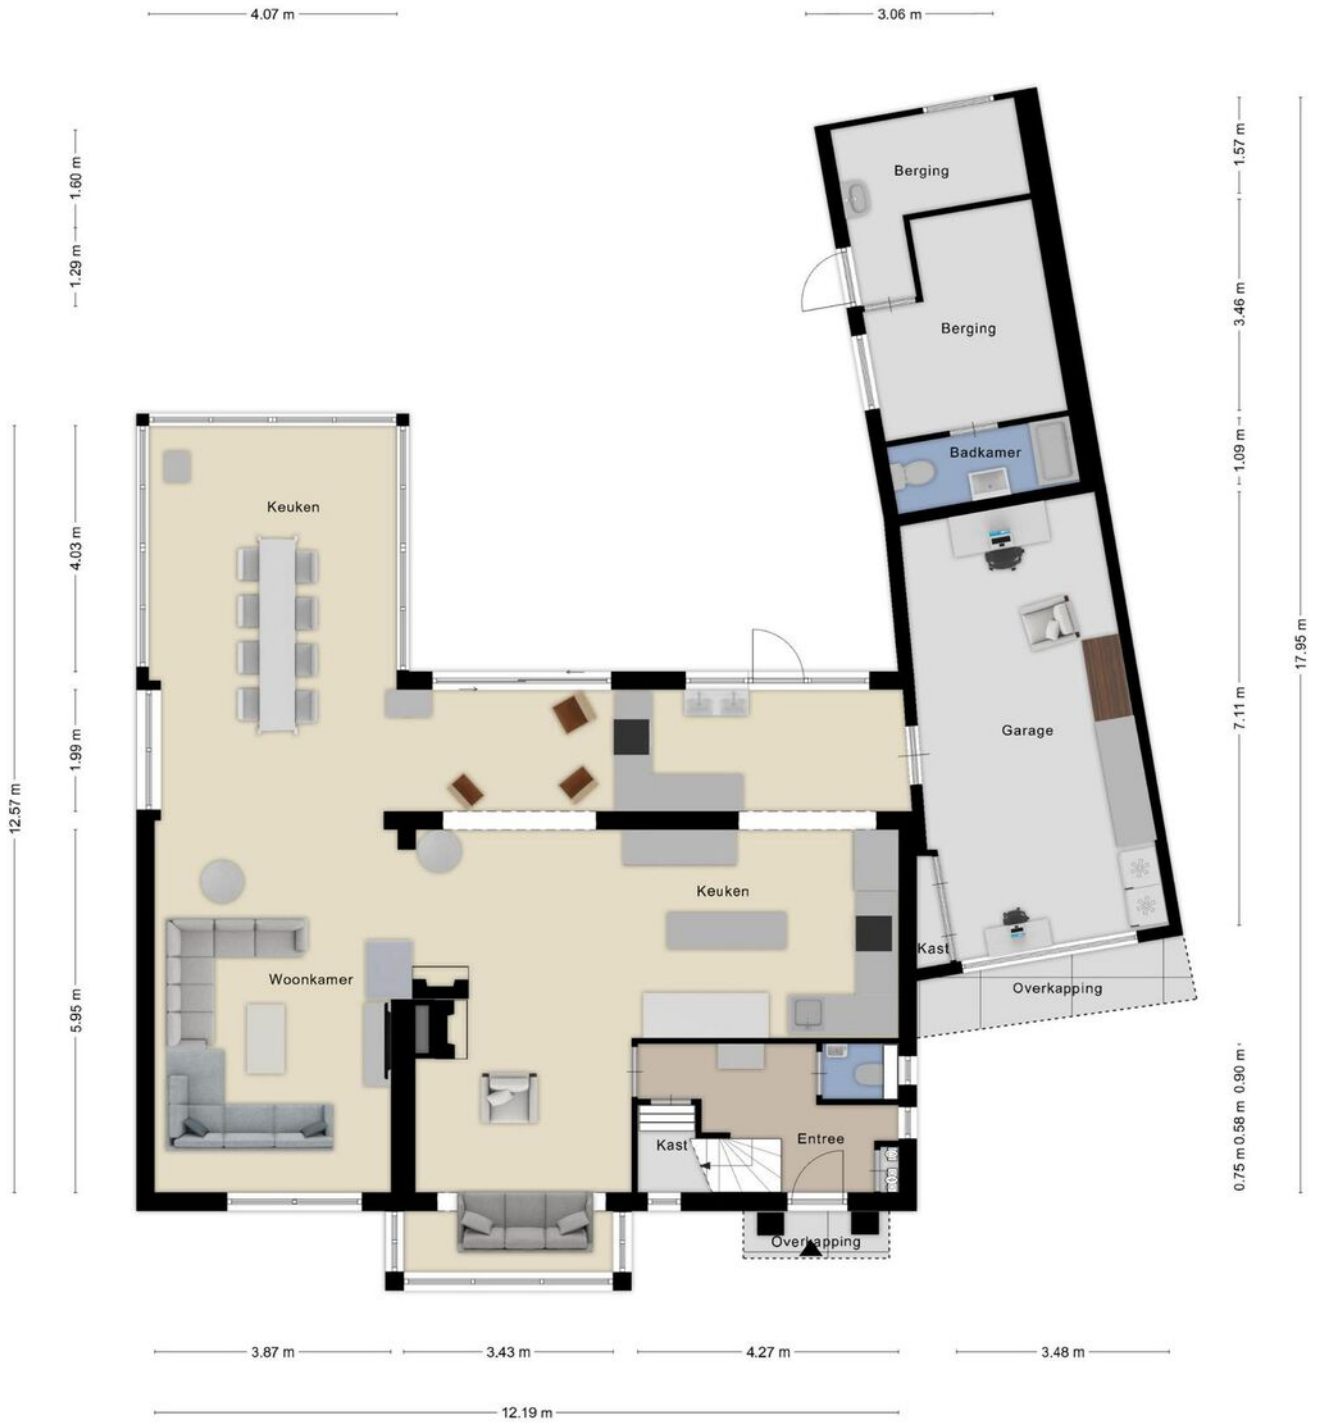 4.07 m
3.06 m
1.57 m
1.60 m
Berging
1.29 m
3.46 m
Berging
1.09 m
Badkamer
Keuken
4.03 m
17.95 m
7.11 m
Garage
1.99 m
12.57 m
Keuken
Kast
Woonkamer
Overkapping
5.95 m
0.90 m
0.58 m
0.75 m
Entree
Kast
Overkapping
3.87 m
3.43 m
4.27 m
3.48 m
12.19 m